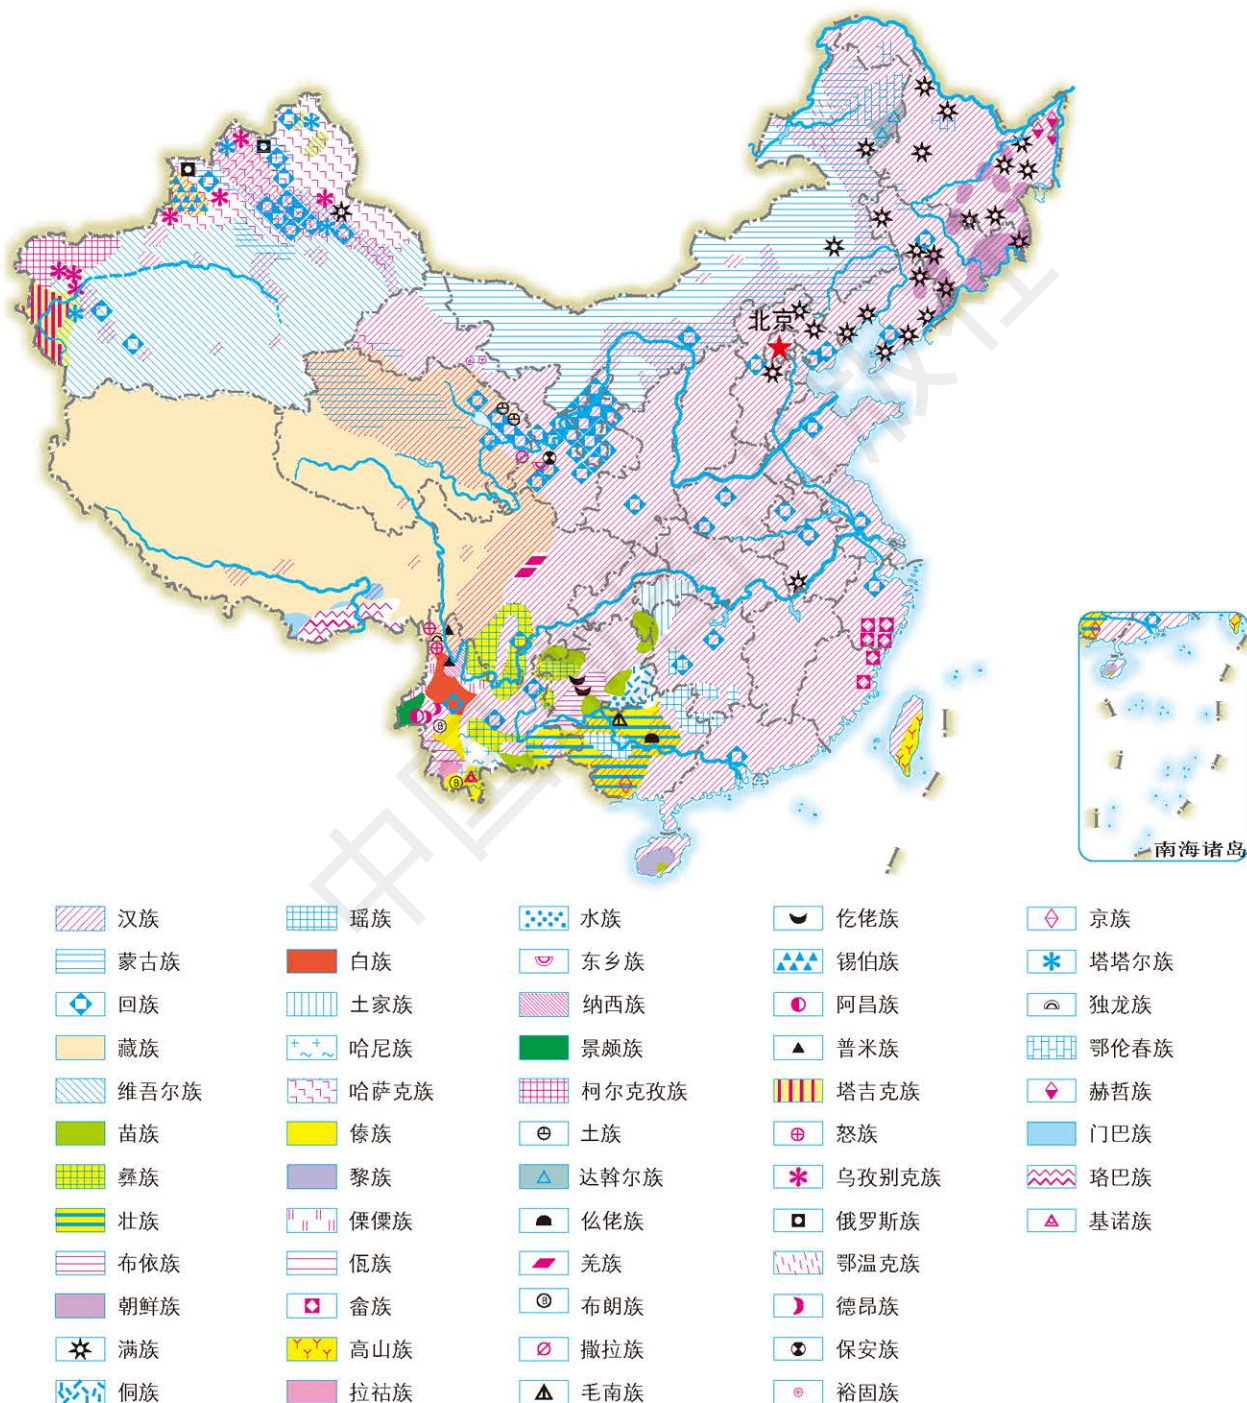 北京
南海诸岛
汉族 瑶族 水族 仡佬族 京族
蒙古族 白族 东乡族 锡伯族 塔塔尔族
回族 土家族 纳西族 阿昌族 独龙族
藏族 哈尼族 景颇族 普米族 鄂伦春族
维吾尔族 哈萨克族 柯尔克孜族 塔吉克族 赫哲族
苗族 傣族 土族 怒族 门巴族
彝族 黎族 达斡尔族 乌孜别克族 珞巴族
壮族 傈僳族 仫佬族 俄罗斯族 基诺族
布依族 佤族 羌族 鄂温克族
朝鲜族 畲族 布朗族 德昂族
满族 高山族 撒拉族 保安族
侗族 拉祜族 毛南族 裕固族